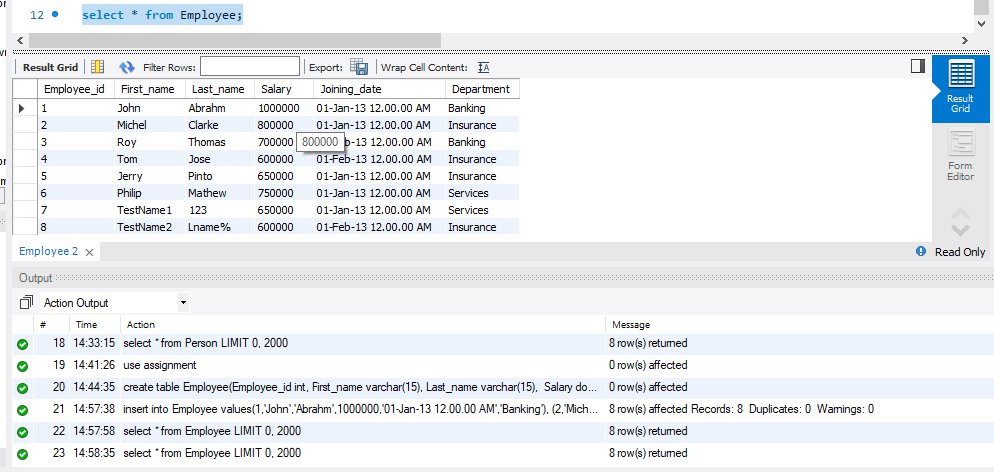 12 select * from Employee;
Result Grid Filter Rows: Export: Wrap Cell Content: IA
Employee_id First_name Last_name Salary Joining_date Department
1 John Abrahm 1000000 01-Jan-13 12.00.00 AM Banking
2 Michel Clarke 800000 01-Jan-13 12.00.00 AM Insurance
3 Roy Thomas 700000 800000 b-13 12.00.00 AM Banking
4 Tom Jose 600000 01-Feb-13 12.00.00 AM Insurance
5 Jerry Pinto 650000 01-Feb-13 12.00.00 AM Insurance
6 Philip Mathew 750000 01-Jan-13 12.00.00 AM Services
7 TestName1 123 650000 01-Jan-13 12.00.00 AM Services
8 TestName2 Lname% 600000 01-Feb-13 12.00.00 AM Insurance
Result
Grid
Form
Editor
Employee 2 Read Only
Output
Action Output
# Time Action Message
18 14:33:15 select * from Person LIMIT 0, 2000 8 row(s) returned
19 14:41:26 use assignment 0 row(s) affected
20 14:44:35 create table Employee(Employee_id int, First_name varchar(15), Last_name varchar(15), Salary do... 0 row(s) affected
21 14:57:38 insert into Employee values(1,'John','Abrahm',1000000,'01-Jan-13 12.00.00 AM','Banking'), (2,'Mich... 8 row(s) affected Records: 8 Duplicates: 0 Warnings: 0
22 14:57:58 select * from Employee LIMIT 0, 2000 8 row(s) returned
23 14:58:35 select * from Employee LIMIT 0, 2000 8 row(s) returned